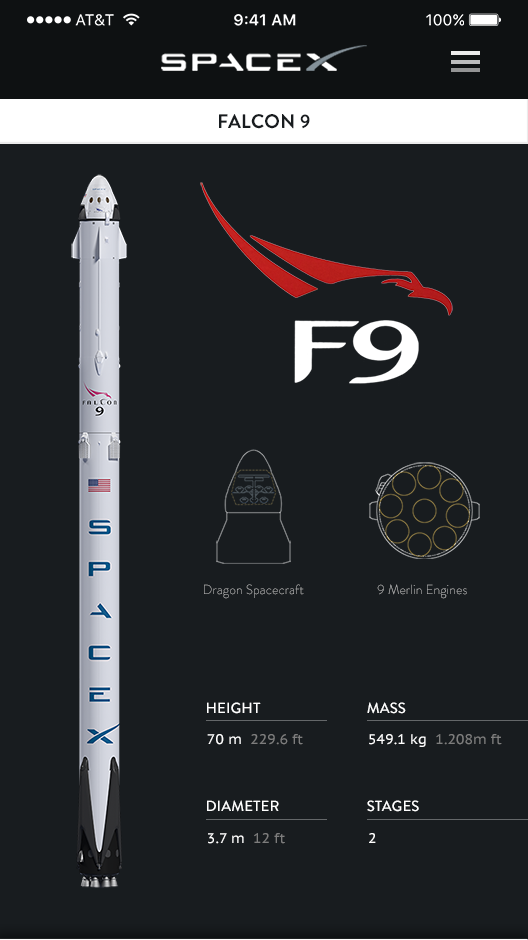 AT&T
9:41 AM
100%
SPACEX
FALCON 9
F9
FALCON
9
S
P
A
C
E
X
Dragon Spacecraft
9 Merlin Engines
HEIGHT
70 m 229.6 ft
MASS
549.1 kg 1.208m ft
DIAMETER
3.7 m 12 ft
STAGES
2